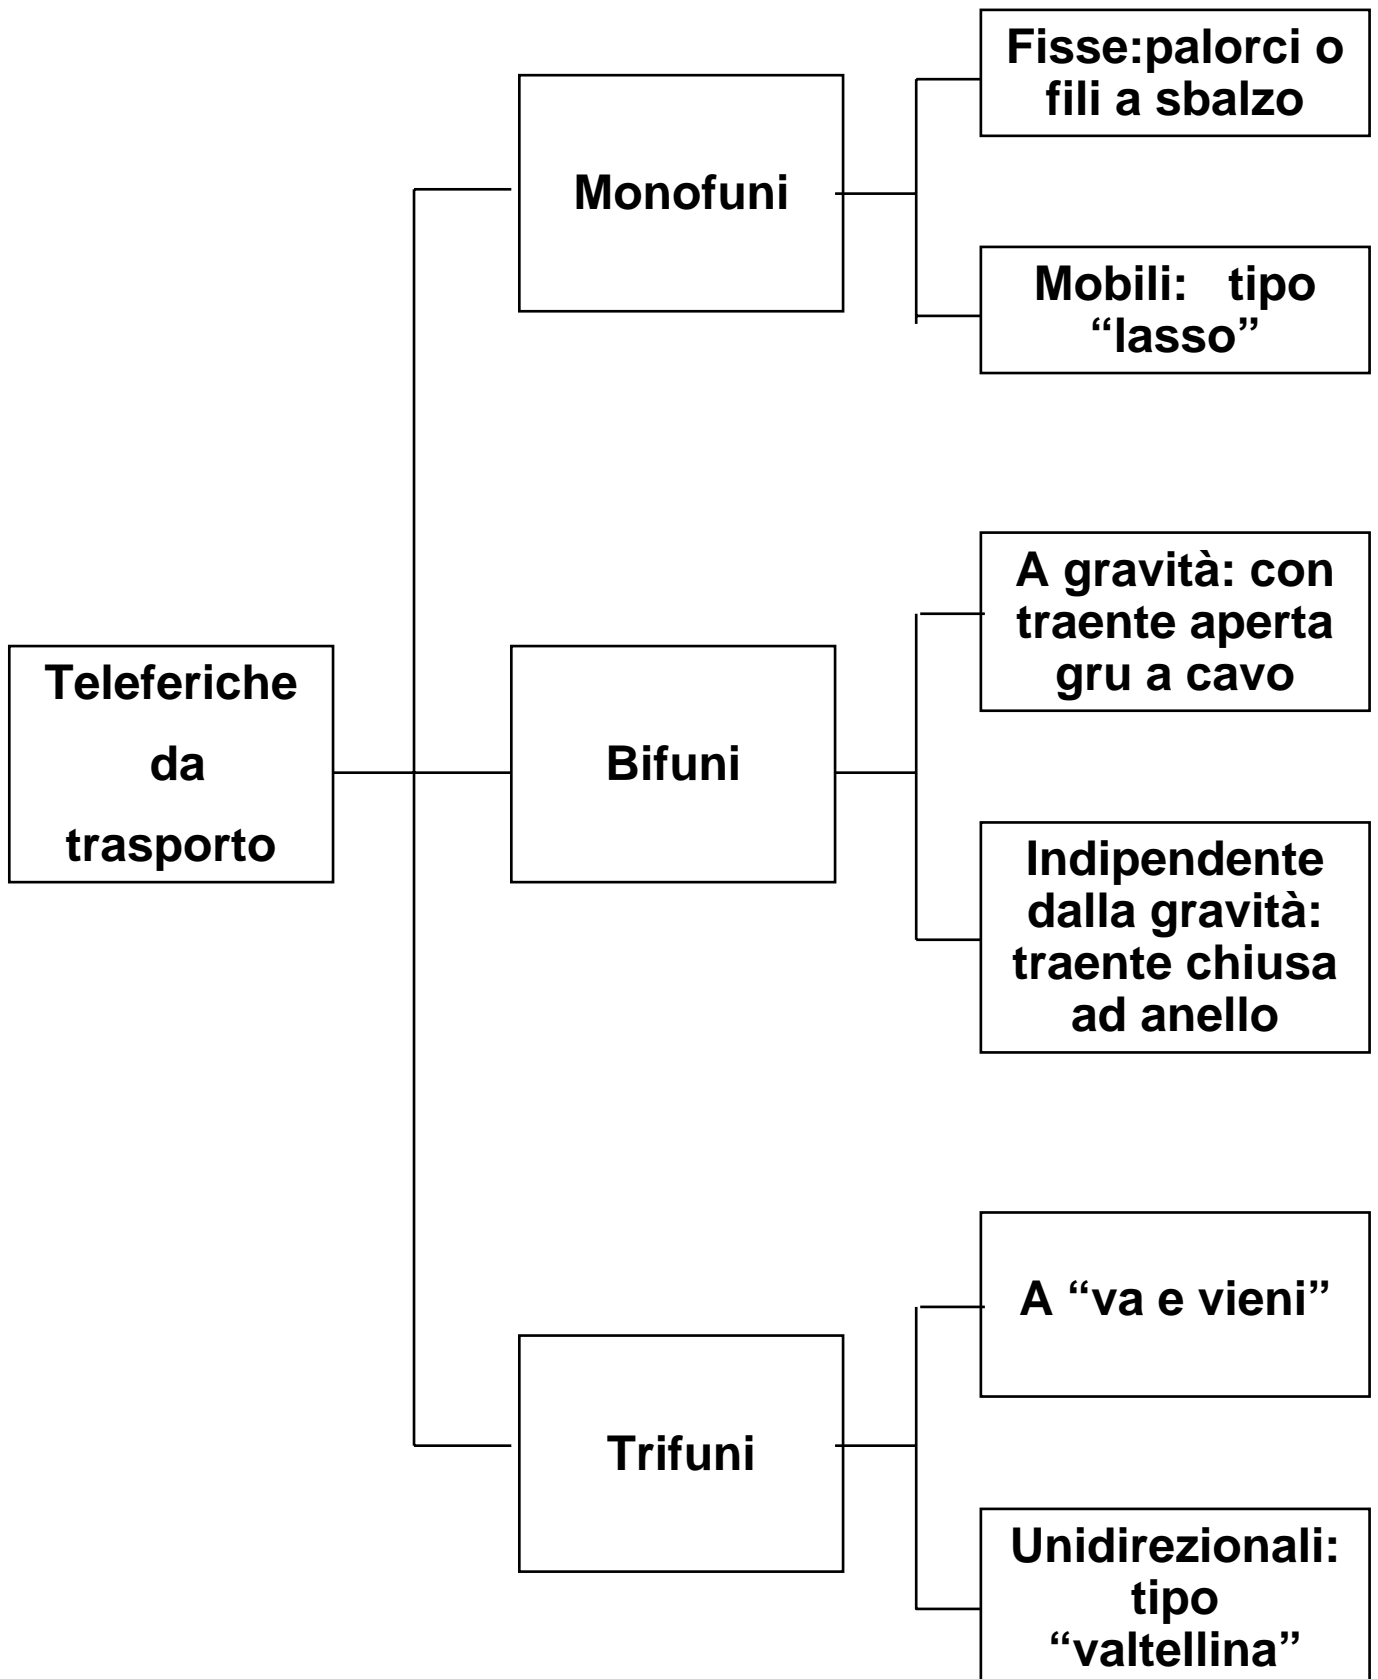 Fisse:palorci o
fili a sbalzo
Monofuni
Mobili: tipo
“lasso”
A gravità: con
traente aperta
gru a cavo
Teleferiche
da
trasporto
Bifuni
Indipendente
dalla gravità:
traente chiusa
ad anello
A “va e vieni”
Trifuni
Unidirezionali:
tipo
“valtellina”